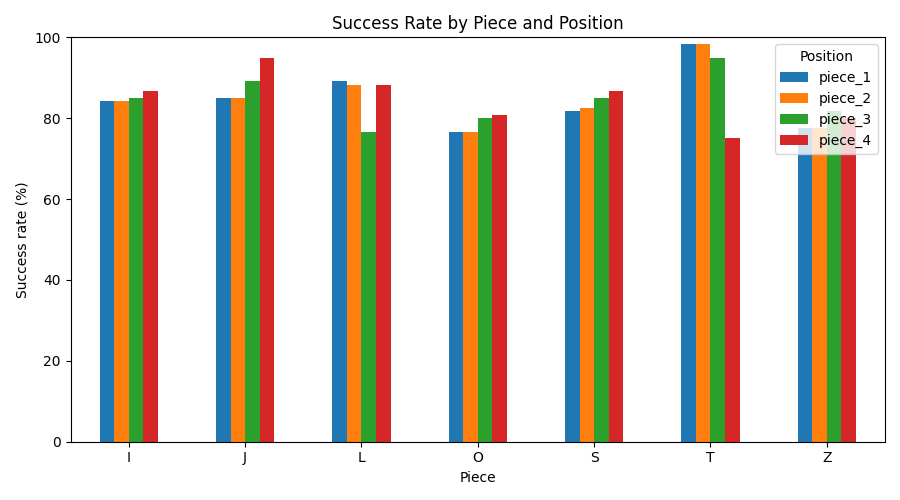 Success Rate by Piece and Position
Success rate (%)
100
80
60
40
20
0
Position
piece_1
piece_2
piece_3
piece_4
I J L O S T Z
Piece